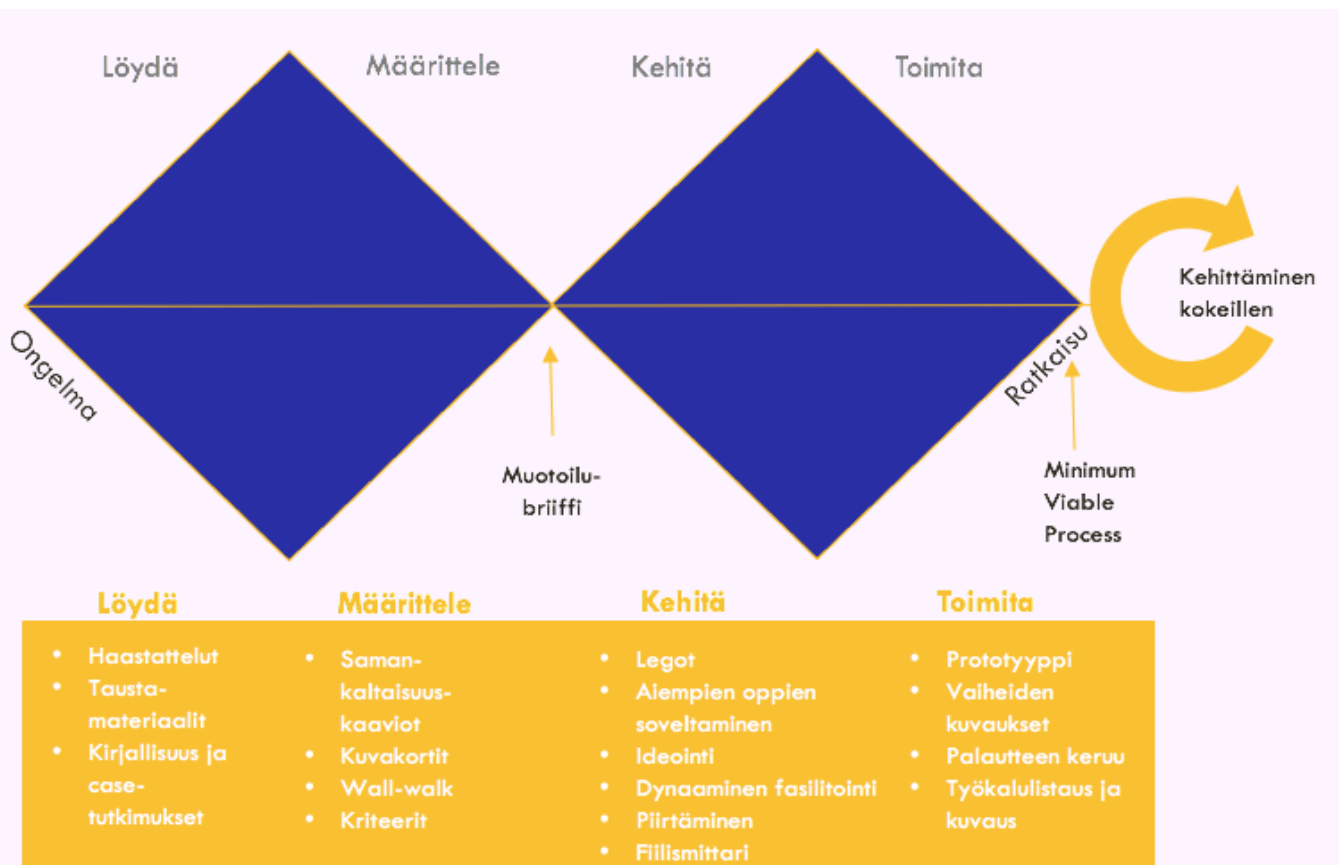 Löydä
Määrittele
Kehitä
Toimita
Kehittäminen
kokeillen
Ongelma
Ratkaisu
Muotoilu-
briiffi
Minimum
Viable
Process
Löydä
• Haastattelut
• Tausta-
materiaalit
• Kirjallisuus ja
case-
tutkimukset
Määrittele
• Saman-
kaltaisuus-
kaaviot
• Kuvakortit
• Wall-walk
• Kriteerit
Kehitä
• Legot
• Aiempien oppien
soveltaminen
• Ideointi
• Dynaaminen fasilitointi
• Piirtäminen
• Fiilismittari
Toimita
• Prototyyppi
• Vaiheiden
kuvaukset
• Palautteen keruu
• Työkalulistaus ja
kuvaus